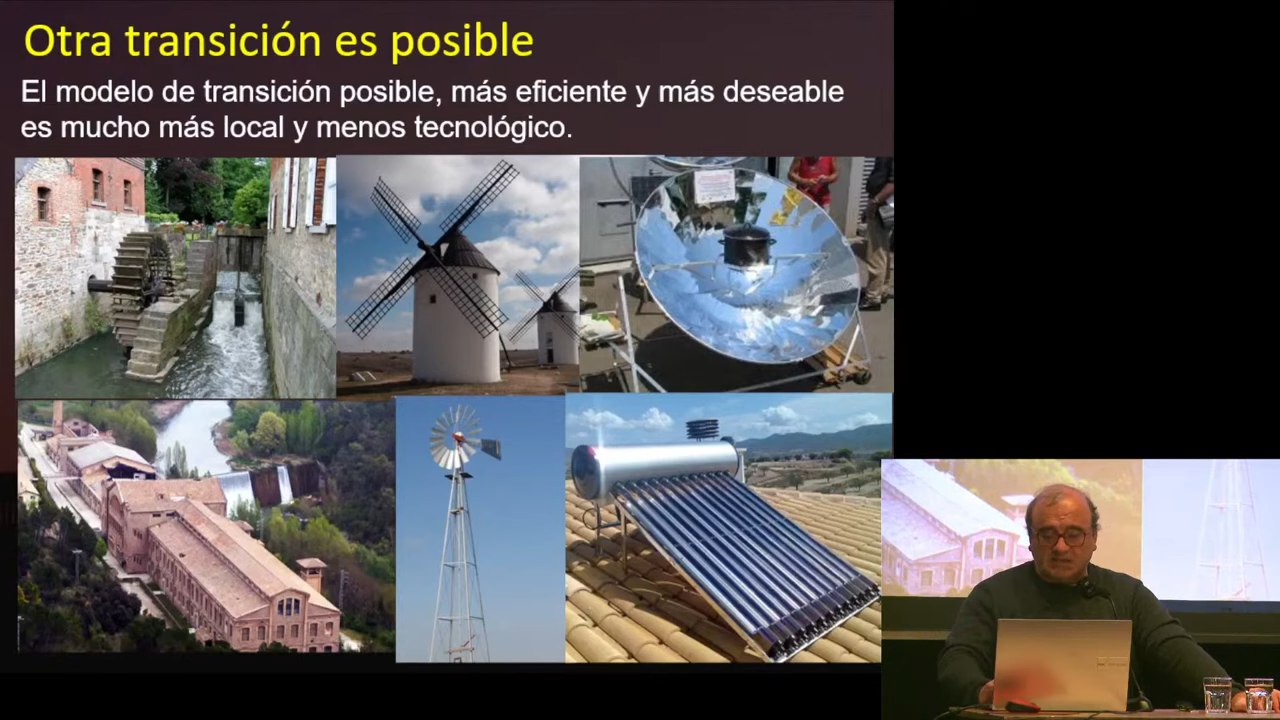 Otra transición es posible
El modelo de transición posible, más eficiente y más deseable
es mucho más local y menos tecnológico.